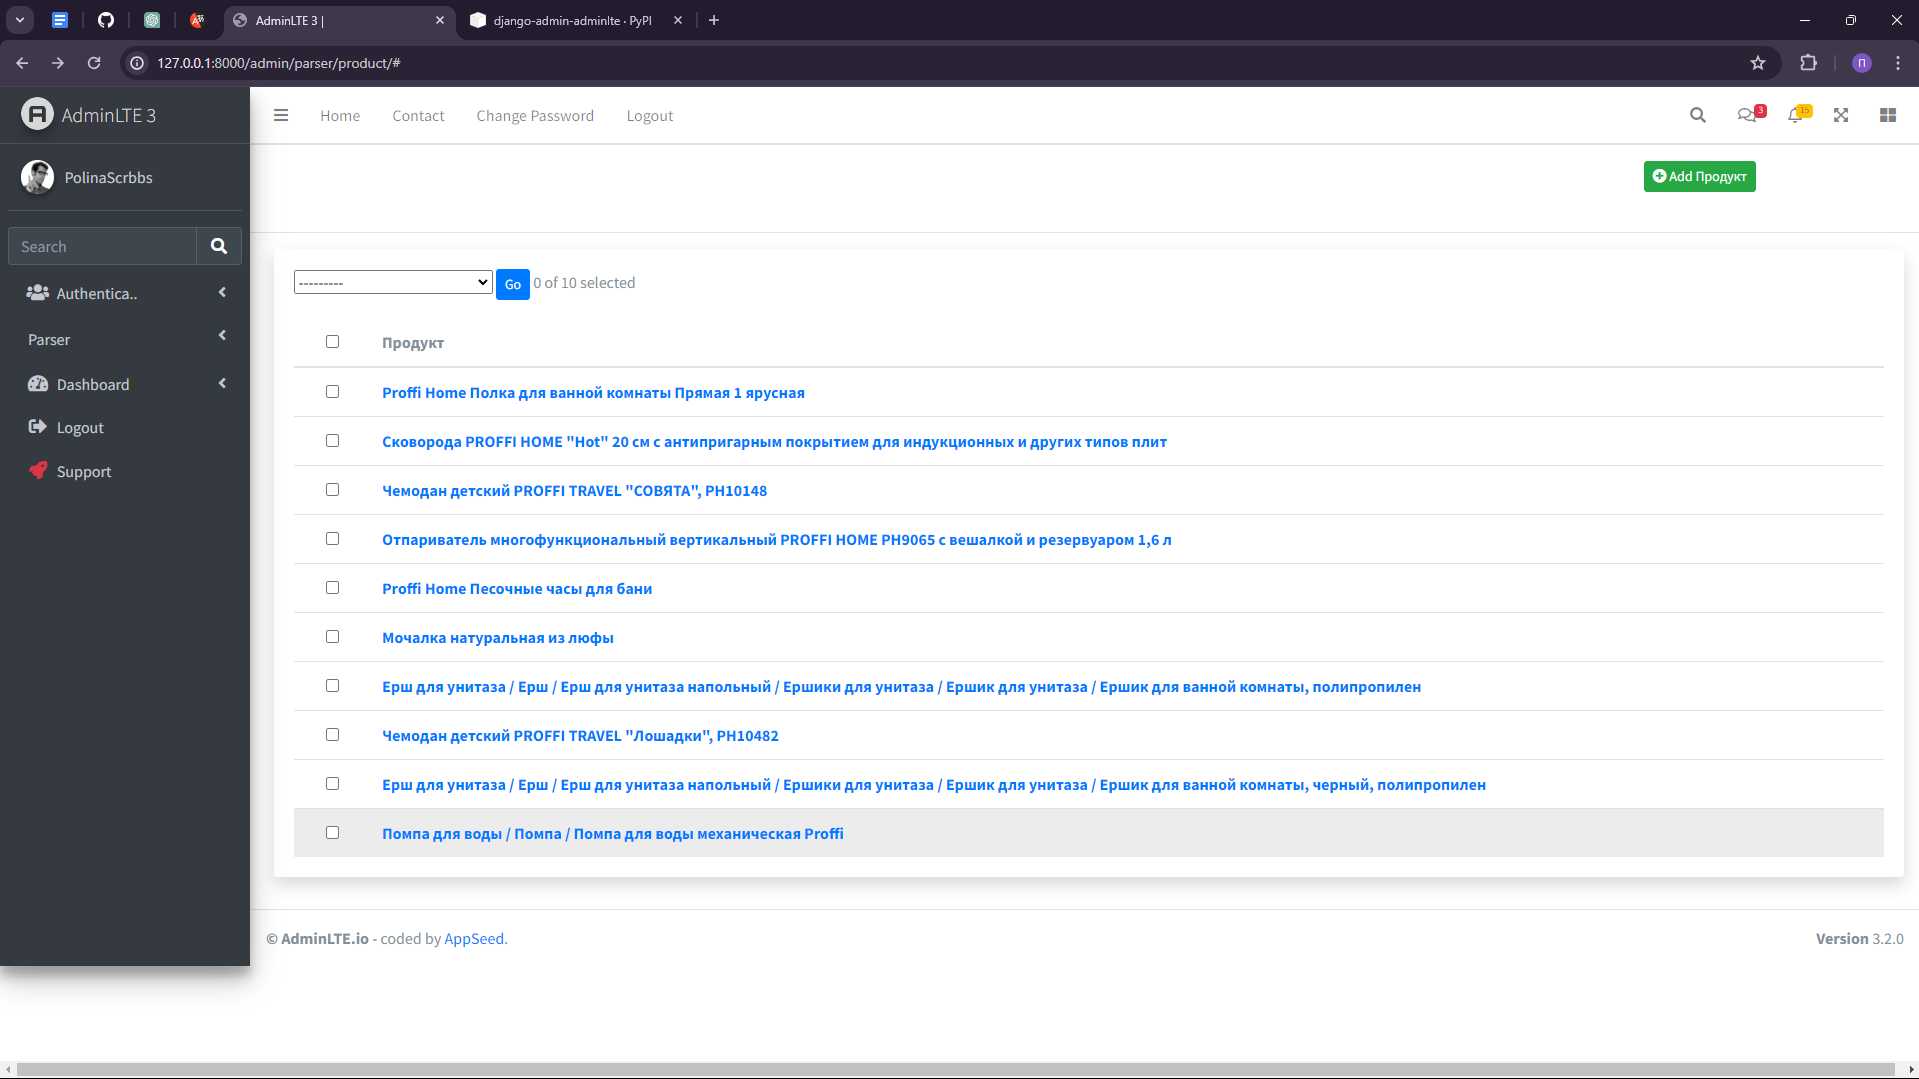 AdminLTE 3 |
django-admin-adminlte · PyPI
127.0.0.1:8000/admin/parser/product/#
П
AdminLTE 3
Home
Contact
Change Password
Logout
3
15
PolinaScrbbs
Add Продукт
Search
Authentica..
Parser
Dashboard
Logout
Support
---------
Go
0 of 10 selected
Продукт
Proffi Home Полка для ванной комнаты Прямая 1 ярусная
Сковорода PROFFI HOME "Hot" 20 см с антипригарным покрытием для индукционных и других типов плит
Чемодан детский PROFFI TRAVEL "СОВЯТА", PH10148
Отпариватель многофункциональный вертикальный PROFFI HOME PH9065 с вешалкой и резервуаром 1,6 л
Proffi Home Песочные часы для бани
Мочалка натуральная из люфы
Ерш для унитаза / Ерш / Ерш для унитаза напольный / Ершики для унитаза / Ершик для унитаза / Ершик для ванной комнаты, полипропилен
Чемодан детский PROFFI TRAVEL "Лошадки", PH10482
Ерш для унитаза / Ерш / Ерш для унитаза напольный / Ершики для унитаза / Ершик для унитаза / Ершик для ванной комнаты, черный, полипропилен
Помпа для воды / Помпа / Помпа для воды механическая Proffi
© AdminLTE.io - coded by AppSeed.
Version 3.2.0